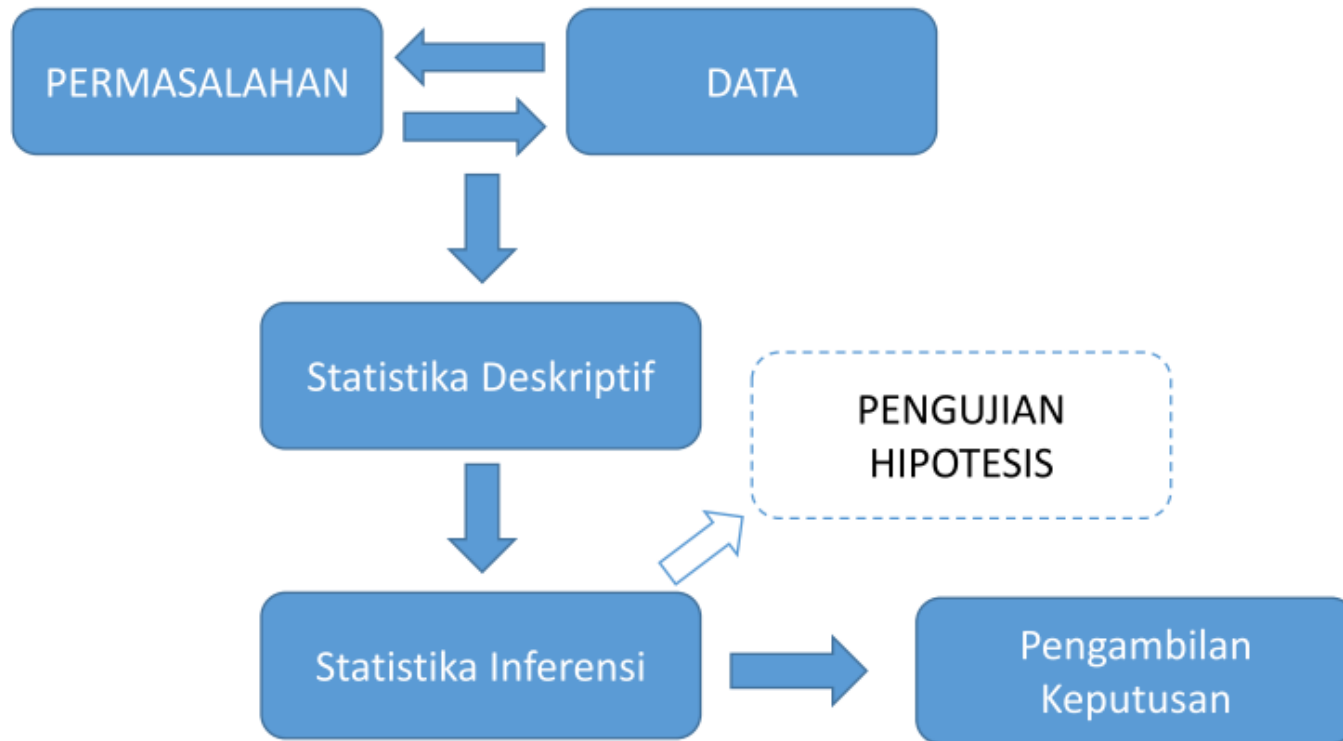 PERMASALAHAN
DATA
Statistika Deskriptif
PENGUJIAN
HIPOTESIS
Statistika Inferensi
Pengambilan
Keputusan